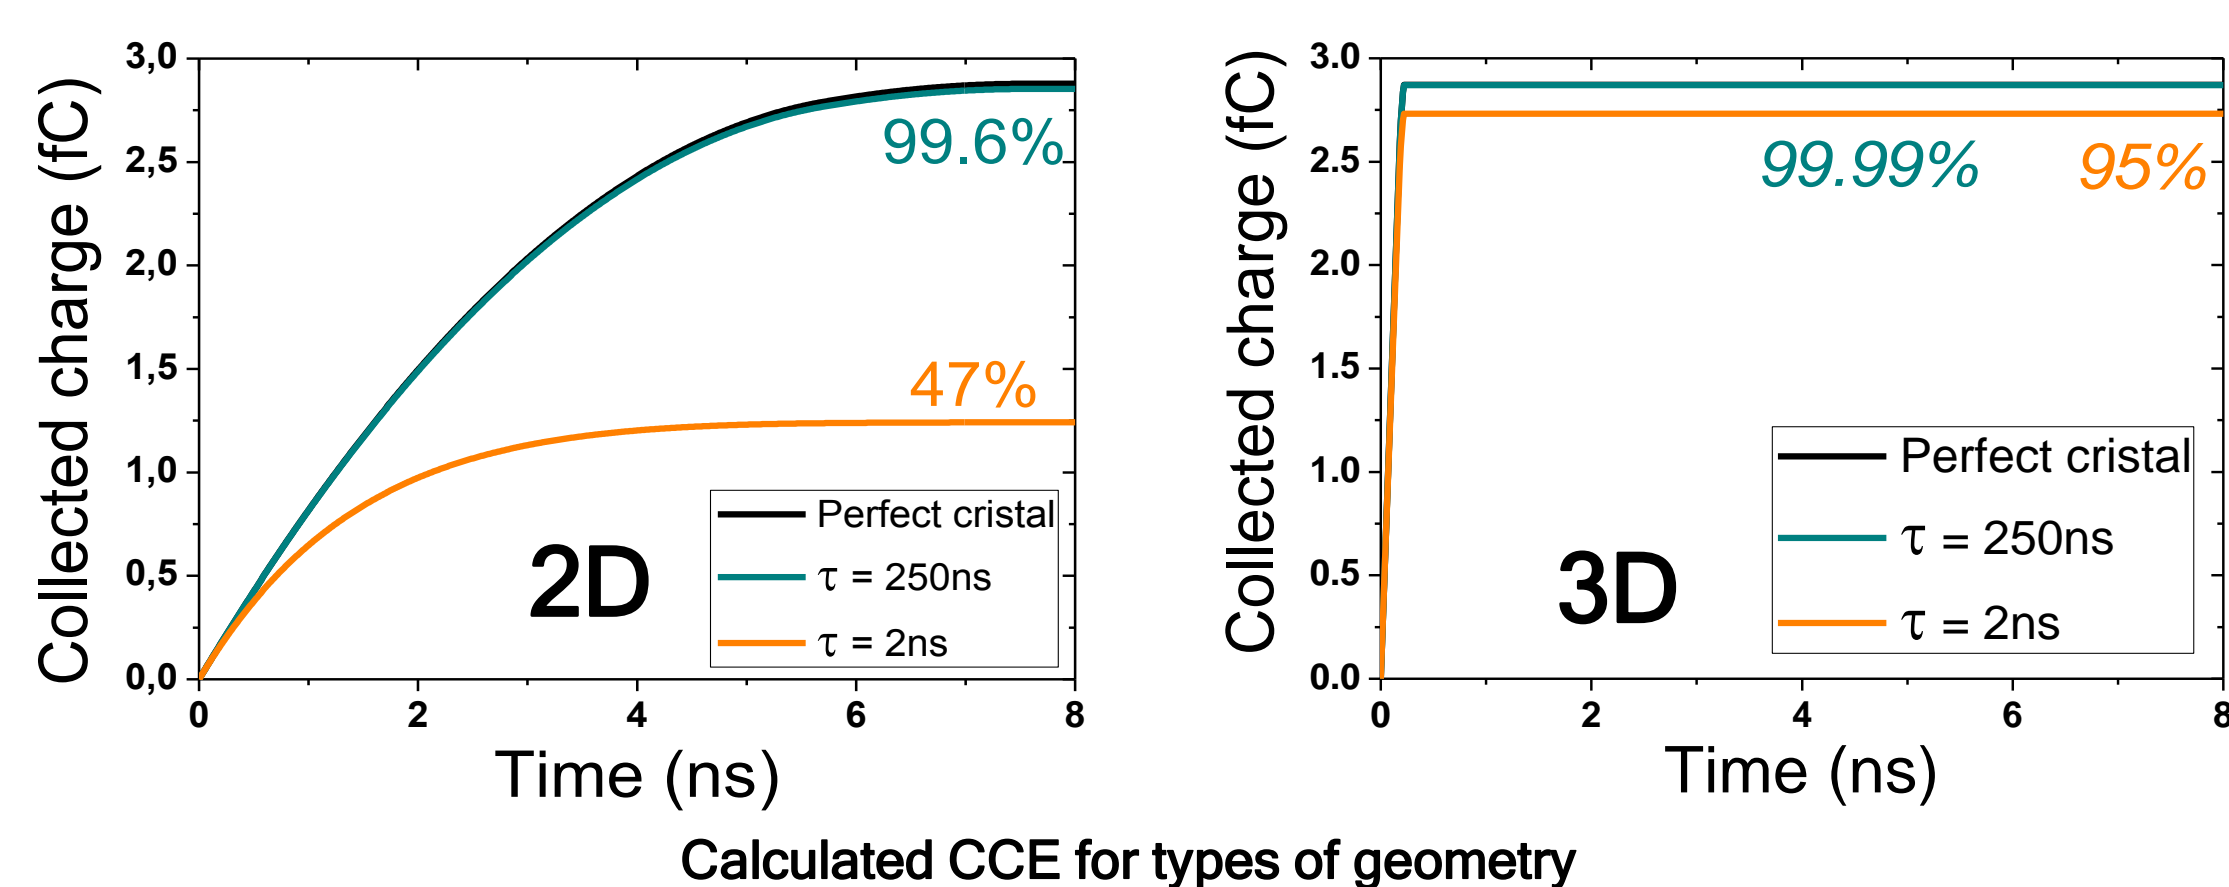 Collected charge (fC)
3,0
2,5
2,0
1,5
1,0
0,5
0,0
99.6%
47%
2D
Perfect cristal
τ = 250ns
τ = 2ns
0 2 4 6 8
Time (ns)
Collected charge (fC)
3.0
2.5
2.0
1.5
1.0
0.5
0.0
99.99% 95%
3D
Perfect cristal
τ = 250ns
τ = 2ns
0 2 4 6 8
Time (ns)
Calculated CCE for types of geometry